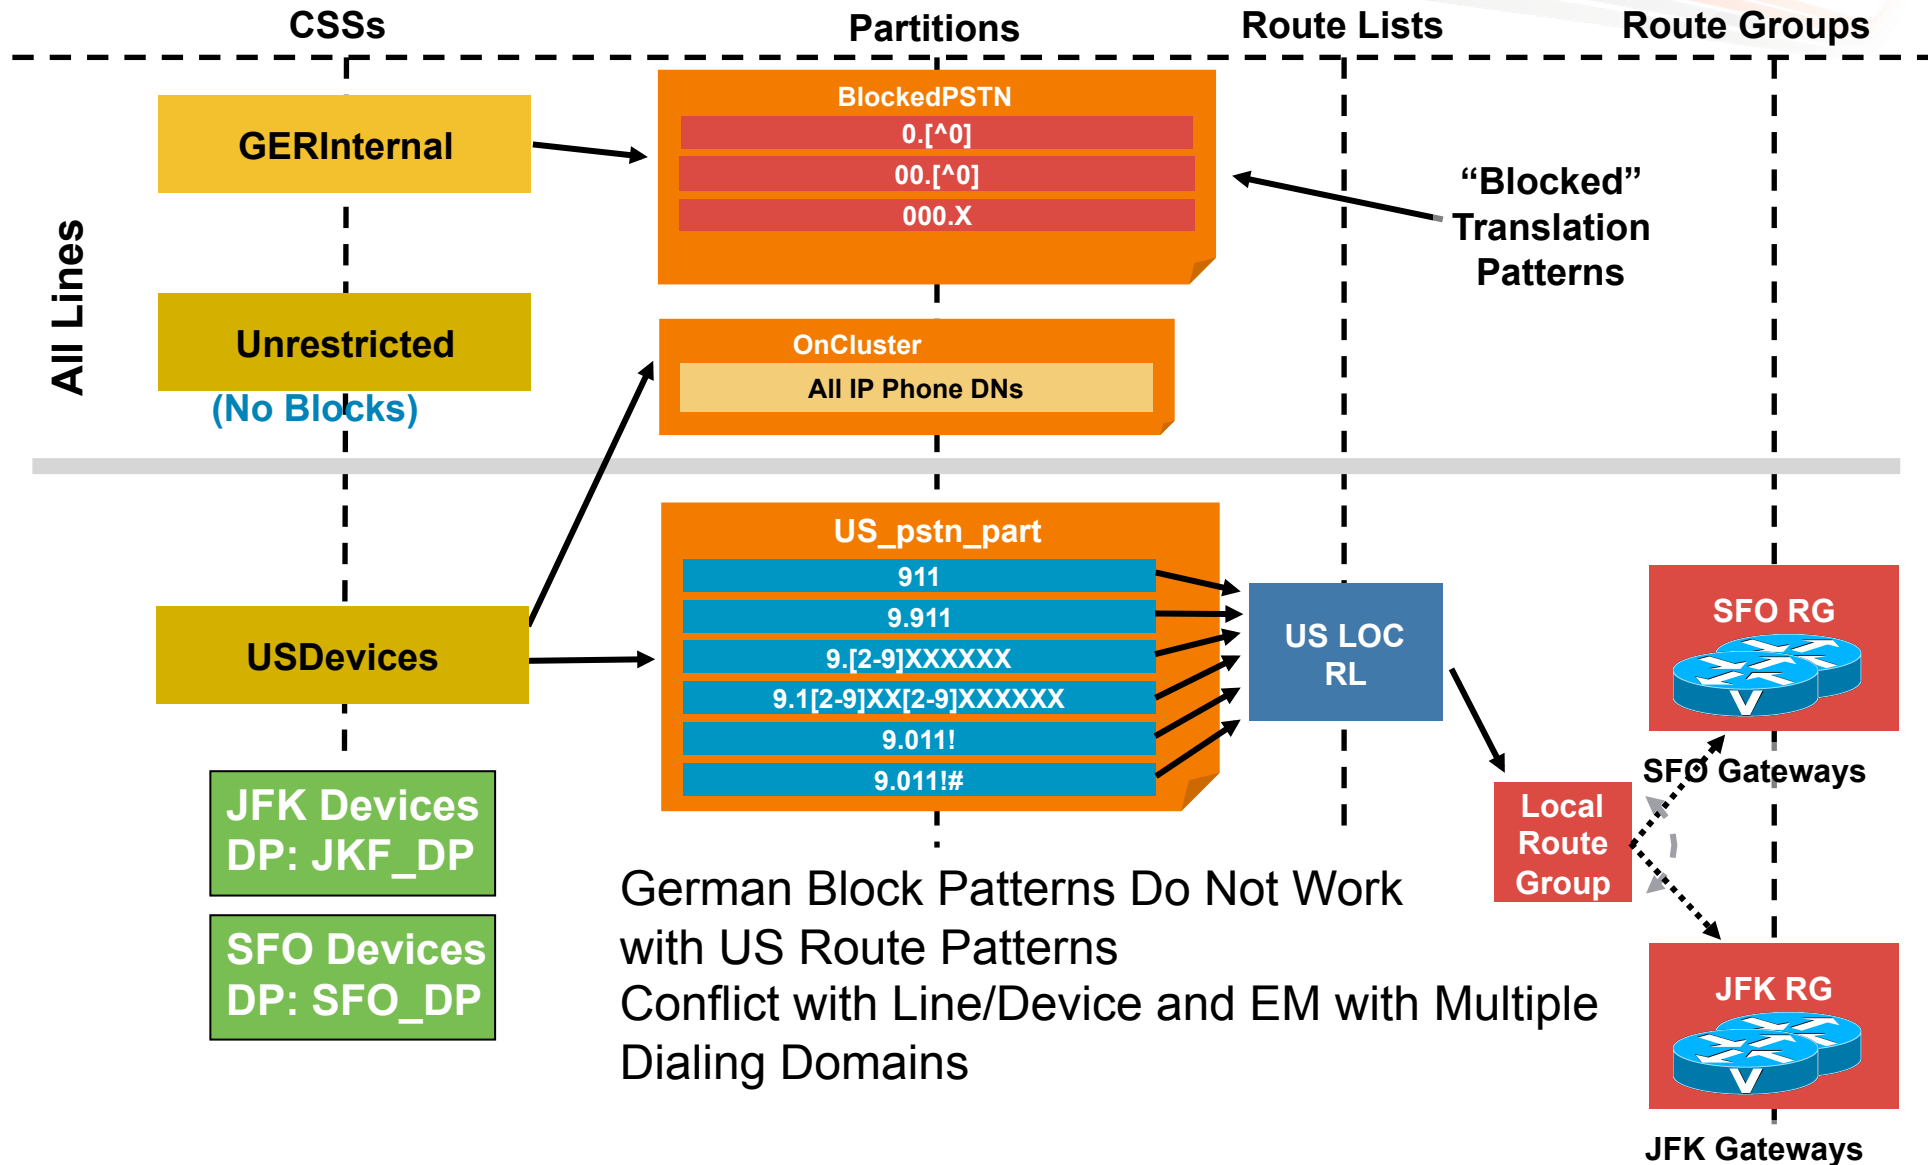 CSSs
Partitions
Route Lists
Route Groups
All Lines
GERInternal
BlockedPSTN
0.[^0]
00.[^0]
000.X
“Blocked”
Translation
Patterns
Unrestricted
(No Blocks)
OnCluster
All IP Phone DNs
USDevices
US_pstn_part
911
9.911
9.[2-9]XXXXXX
9.1[2-9]XX[2-9]XXXXXX
9.011!
9.011!#
US LOC
RL
SFO RG
V
SFO Gateways
Local
Route
Group
JFK RG
V
JFK Gateways
JFK Devices
DP: JKF_DP
SFO Devices
DP: SFO_DP
German Block Patterns Do Not Work
with US Route Patterns
Conflict with Line/Device and EM with Multiple
Dialing Domains